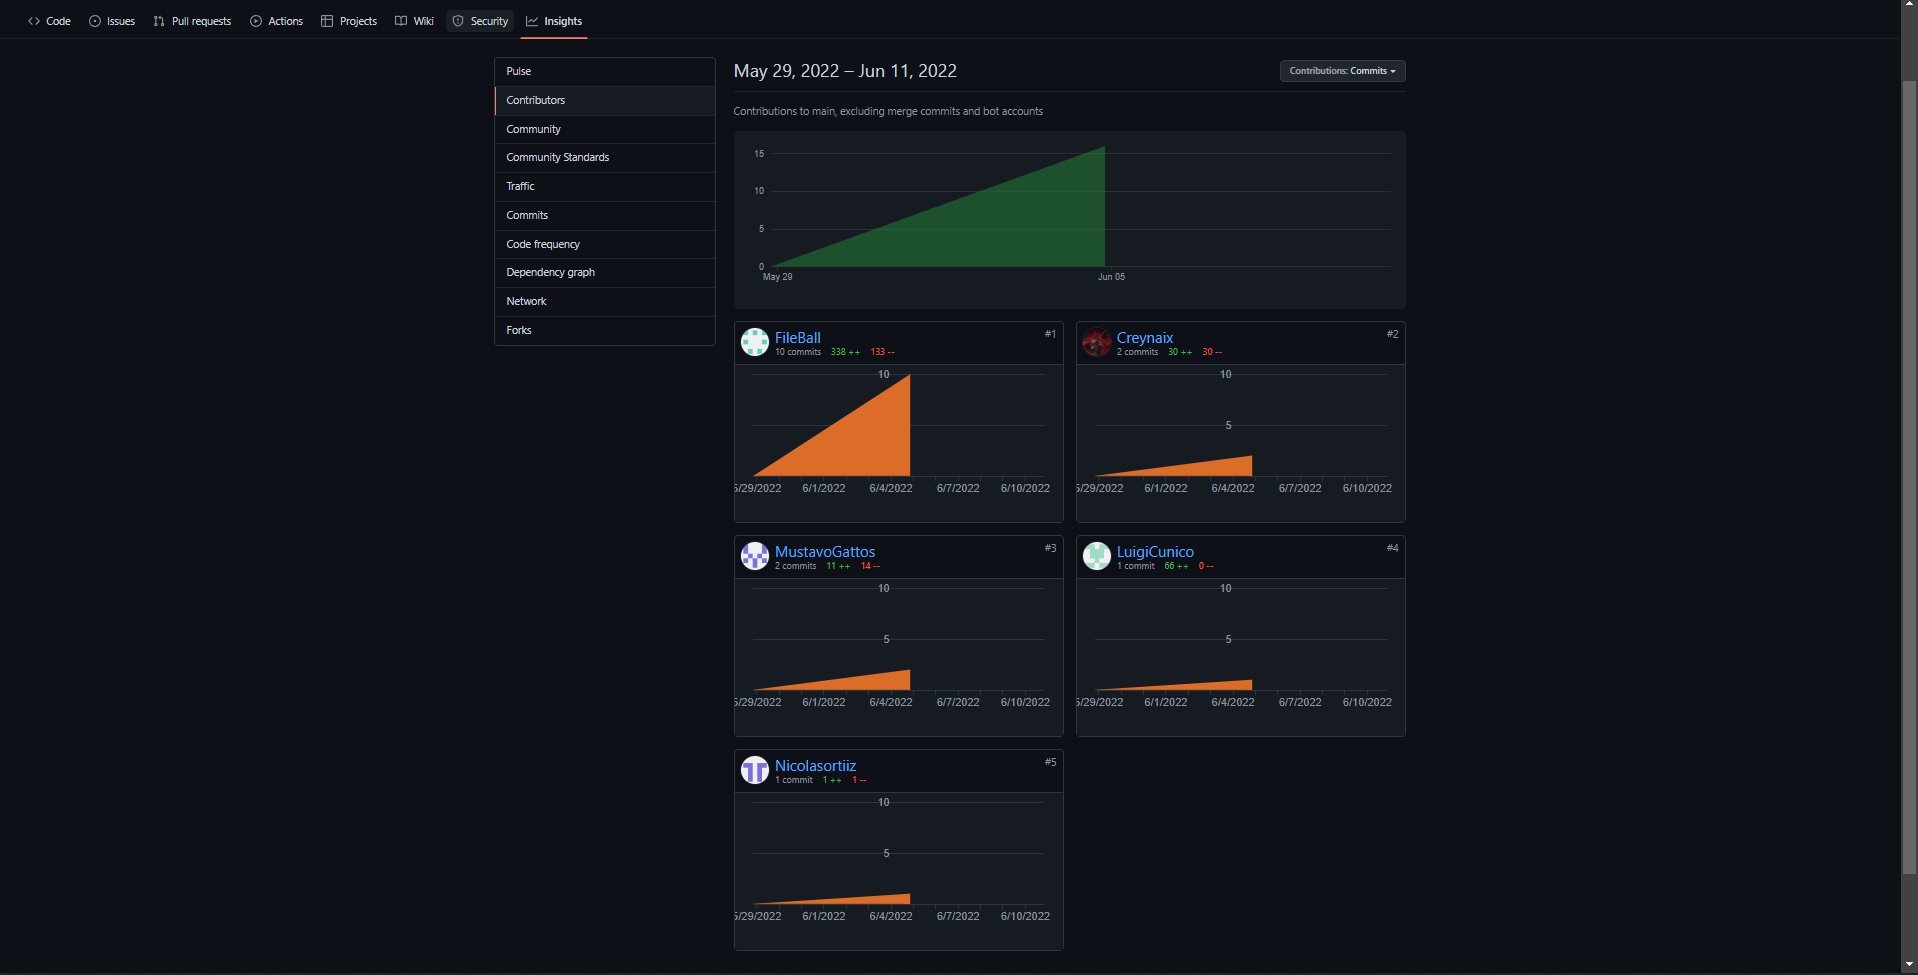 Code Issues Pull requests Actions Projects Wiki Security Insights
Pulse
Contributors
Community
Community Standards
Traffic
Commits
Code frequency
Dependency graph
Network
Forks
May 29, 2022 – Jun 11, 2022
Contributions: Commits
Contributions to main, excluding merge commits and bot accounts
15
10
5
0
May 29 Jun 05
FileBall #1
10 commits 338 ++ 133 --
10
5/29/2022 6/1/2022 6/4/2022 6/7/2022 6/10/2022
Creynaix #2
2 commits 30 ++ 30 --
10
5
5/29/2022 6/1/2022 6/4/2022 6/7/2022 6/10/2022
MustavoGattos #3
2 commits 11 ++ 14 --
10
5
5/29/2022 6/1/2022 6/4/2022 6/7/2022 6/10/2022
LuigiCunico #4
1 commit 66 ++ 0 --
10
5
5/29/2022 6/1/2022 6/4/2022 6/7/2022 6/10/2022
Nicolasortiiz #5
1 commit 1 ++ 1 --
10
5
5/29/2022 6/1/2022 6/4/2022 6/7/2022 6/10/2022